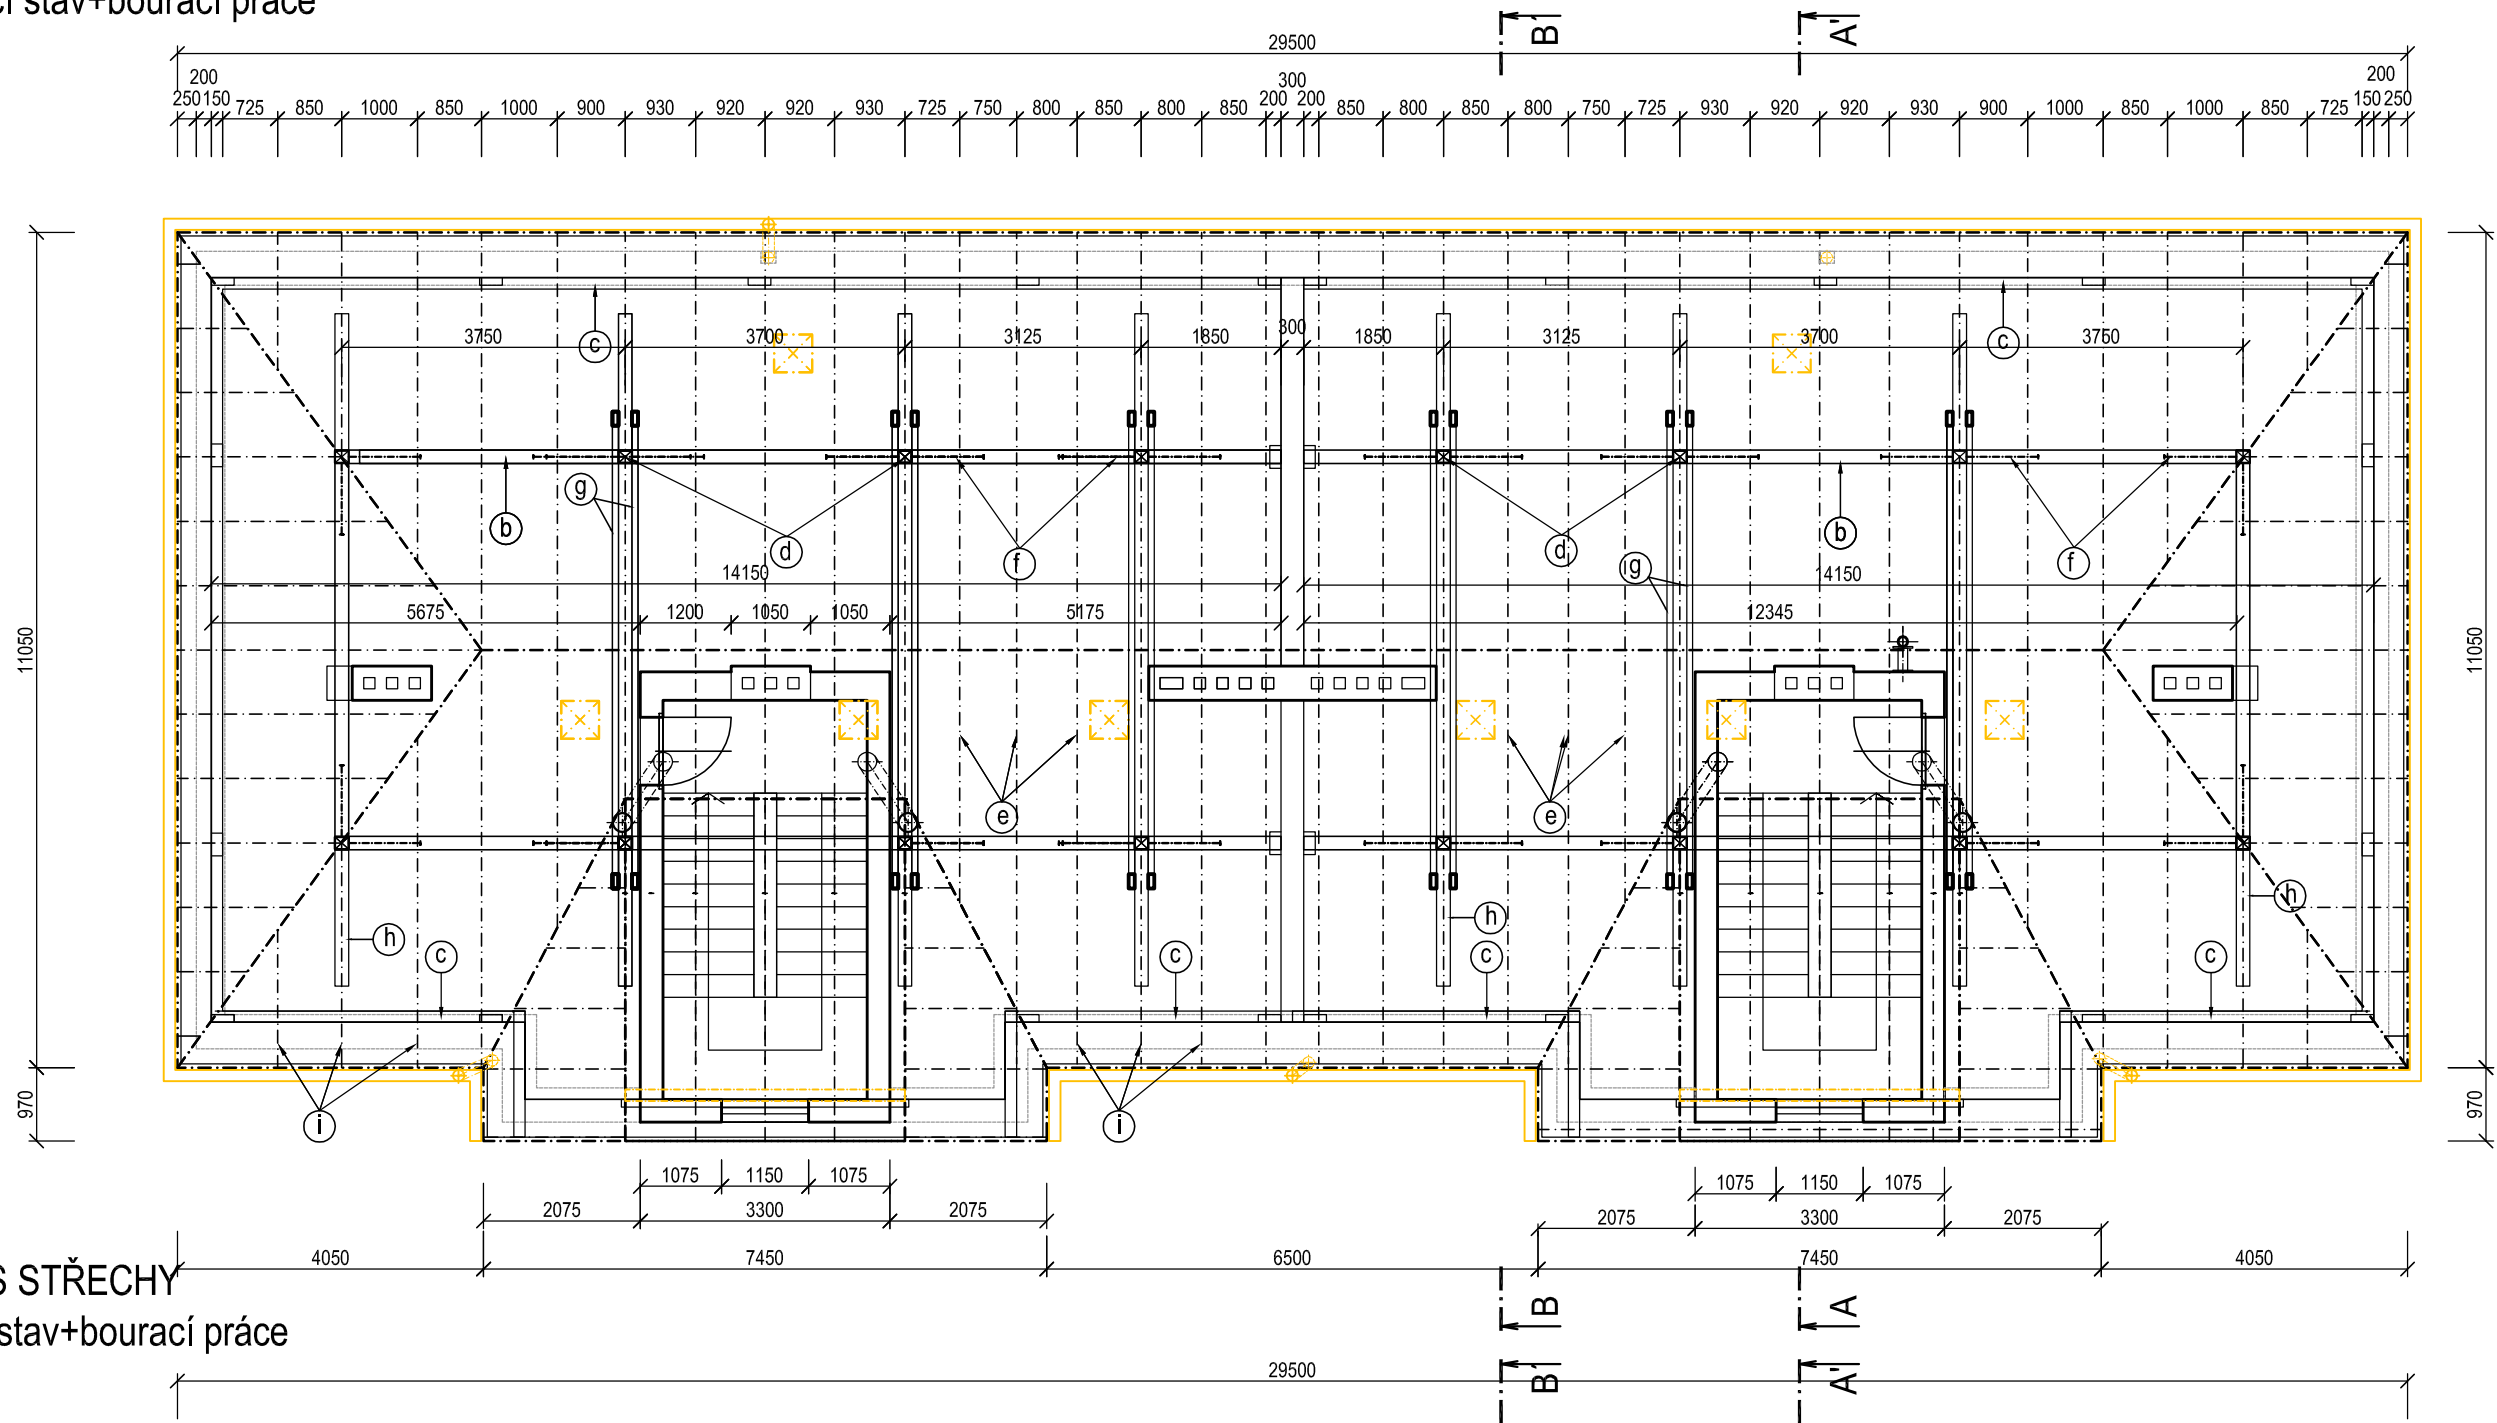 stav+bourací práce
B' A'
29500
200 300 200
250 150 725 850 1000 850 1000 900 930 920 920 930 725 750 800 850 800 850 200 200 850 800 850 800 750 725 930 920 920 930 900 1000 850 1000 850 725 150 250
3750 3700 3125 1850 300 1850 3125 3700 3750
c c
g b d f d g b f
14150 14150
5675 1200 1050 1050 5175 12345
11050 11050
e e
h c c h c c h
970 i i 970
1075 1150 1075 1075 1150 1075
2075 3300 2075 2075 3300 2075
4050 7450 6500 7450 4050
S STŘECHY
stav+bourací práce
B A
B' A'
29500